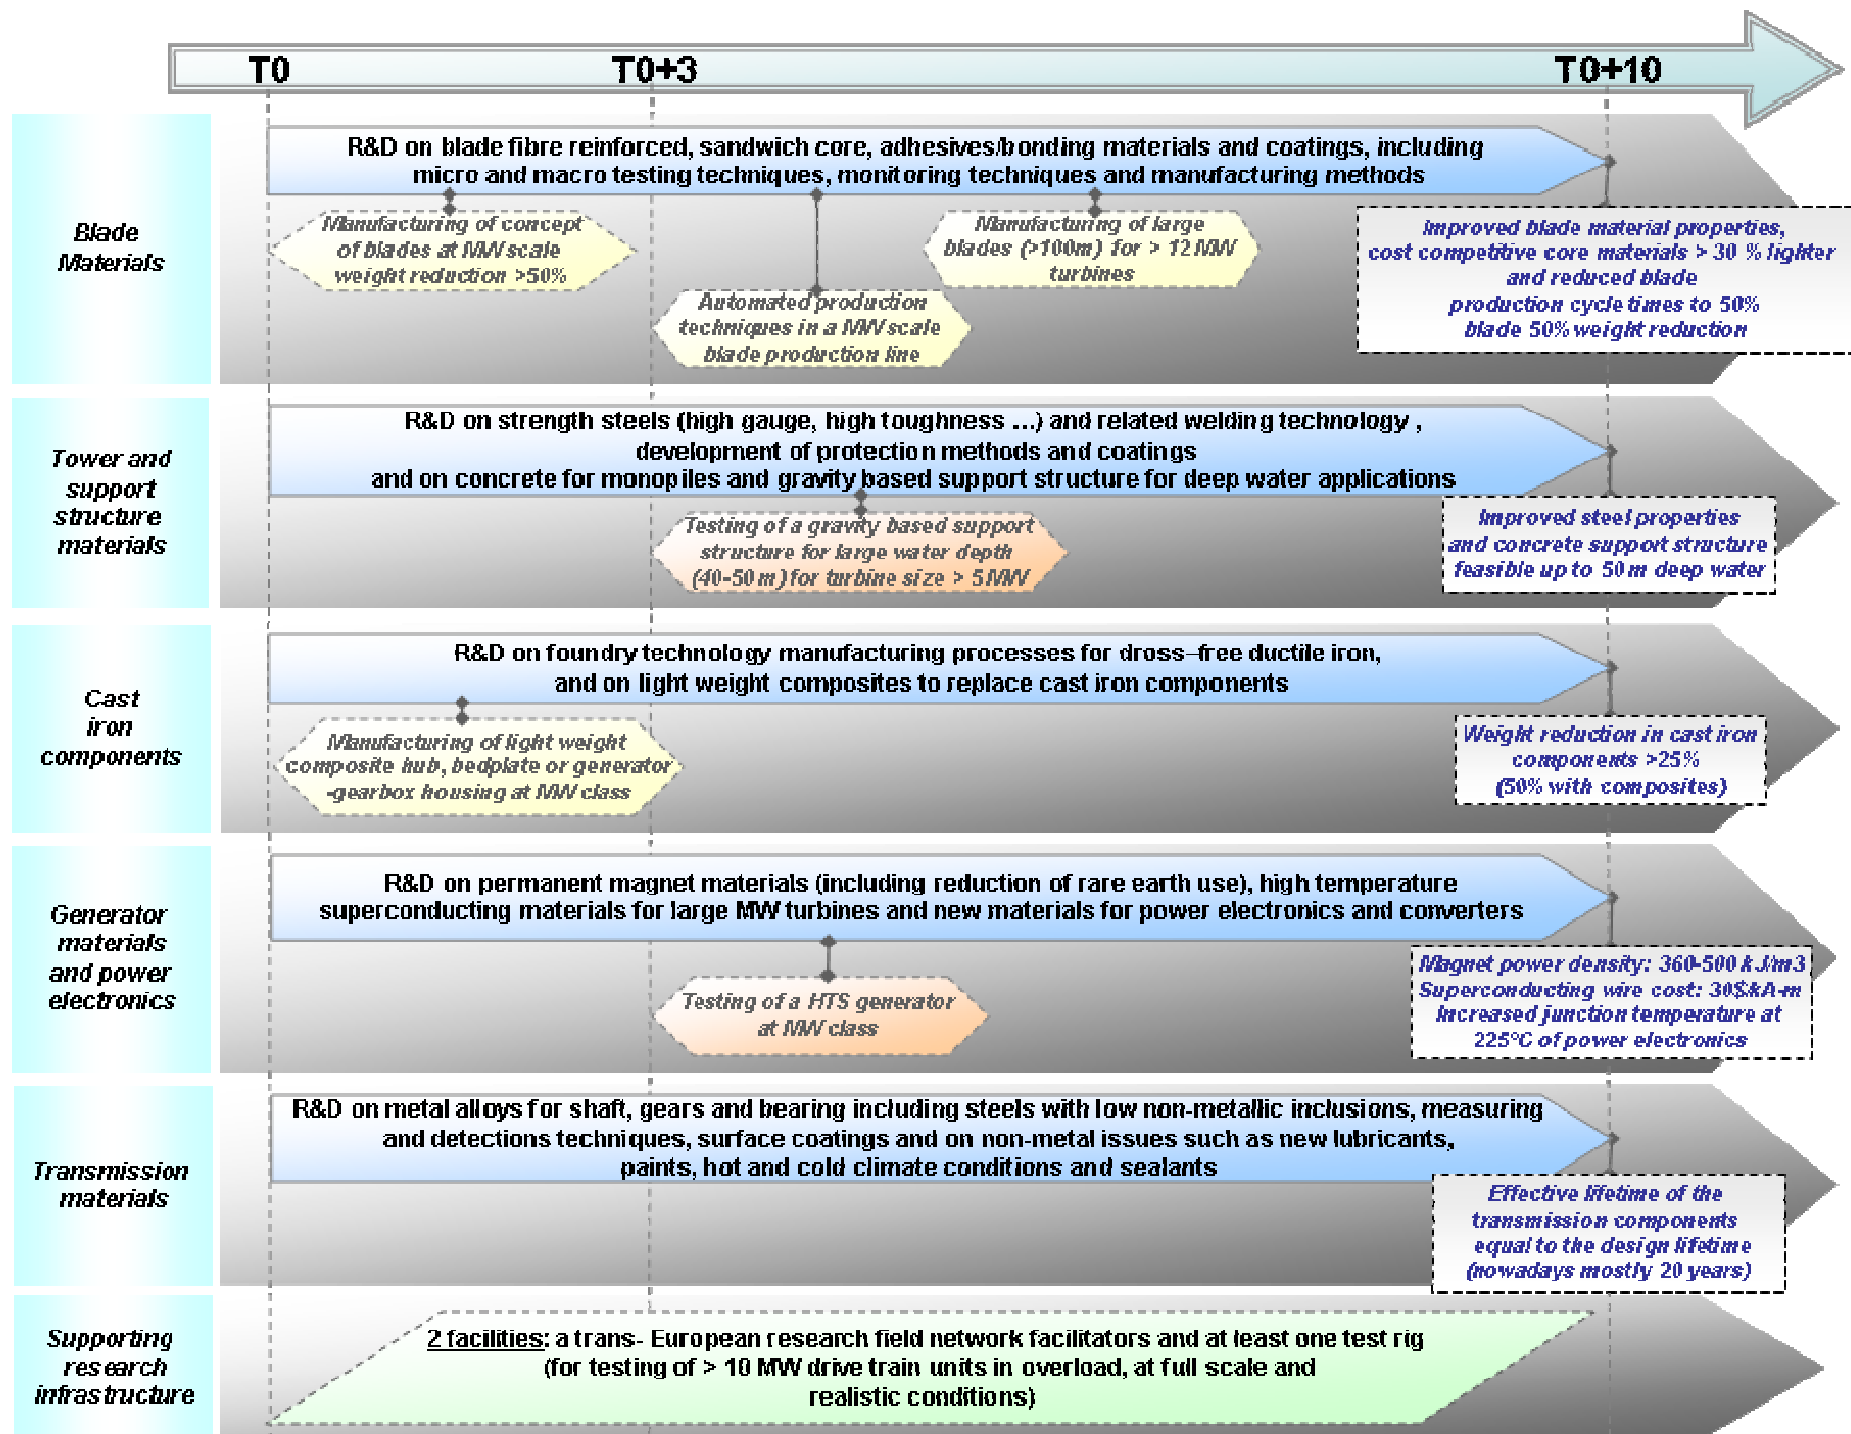 T0 T0+3 T0+10
Blade
Materials
R&D on blade fibre reinforced, sandwich core, adhesives/bonding materials and coatings, including
micro and macro testing techniques, monitoring techniques and manufacturing methods
Manufacturing of concept
of blades at MW scale
weight reduction >50%
Automated production
techniques in a MW scale
blade production line
Manufacturing of large
blades (>100m) for > 12 MW
turbines
Improved blade material properties,
cost competitive core materials > 30 % lighter
and reduced blade
production cycle times to 50%
blade 50% weight reduction
Tower and
support
structure
materials
R&D on strength steels (high gauge, high toughness ...) and related welding technology ,
development of protection methods and coatings
and on concrete for monopiles and gravity based support structure for deep water applications
Testing of a gravity based support
structure for large water depth
(40-50 m) for turbine size > 5MW
Improved steel properties
and concrete support structure
feasible up to 50 m deep water
Cast
iron
components
R&D on foundry technology manufacturing processes for dross–free ductile iron,
and on light weight composites to replace cast iron components
Manufacturing of light weight
composite hub, bedplate or generator
-gearbox housing at MW class
Weight reduction in cast iron
components >25%
(50% with composites)
Generator
materials
and power
electronics
R&D on permanent magnet materials (including reduction of rare earth use), high temperature
superconducting materials for large MW turbines and new materials for power electronics and converters
Testing of a HTS generator
at MW class
Magnet power density: 360-500 kJ/m3
Superconducting wire cost: 30$/kA-m
Increased junction temperature at
225°C of power electronics
Transmission
materials
R&D on metal alloys for shaft, gears and bearing including steels with low non-metallic inclusions, measuring
and detections techniques, surface coatings and on non-metal issues such as new lubricants,
paints, hot and cold climate conditions and sealants
Effective lifetime of the
transmission components
equal to the design lifetime
(nowadays mostly 20 years)
Supporting
research
infrastructure
2 facilities: a trans- European research field network facilitators and at least one test rig
(for testing of > 10 MW drive train units in overload, at full scale and
realistic conditions)